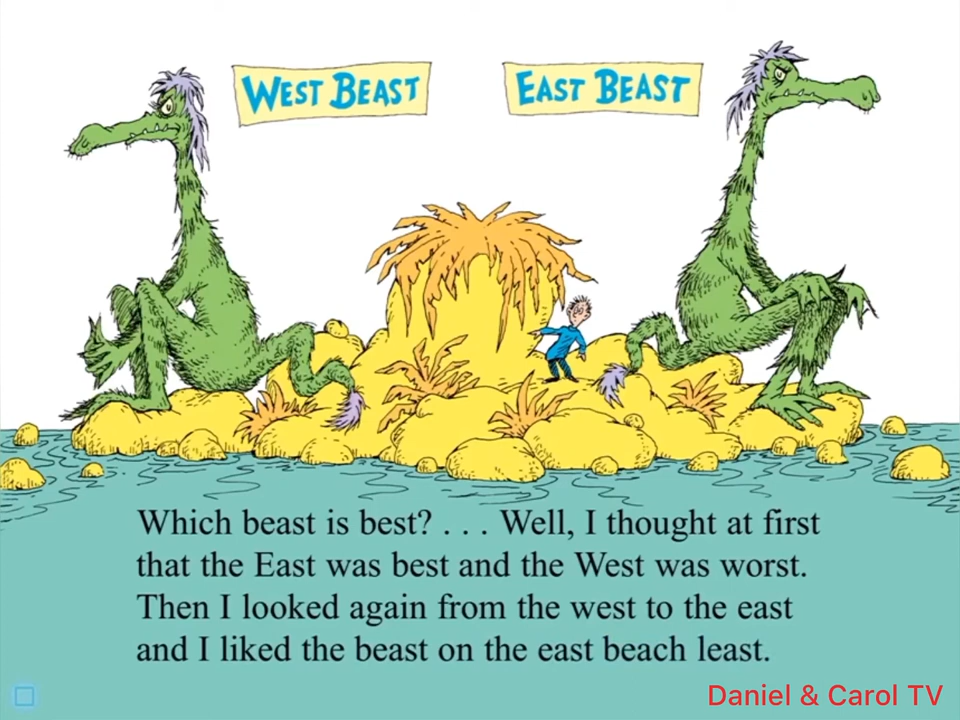 WEST BEAST
EAST BEAST
Which beast is best? . . . Well, I thought at first
that the East was best and the West was worst.
Then I looked again from the west to the east
and I liked the beast on the east beach least.
Daniel & Carol TV